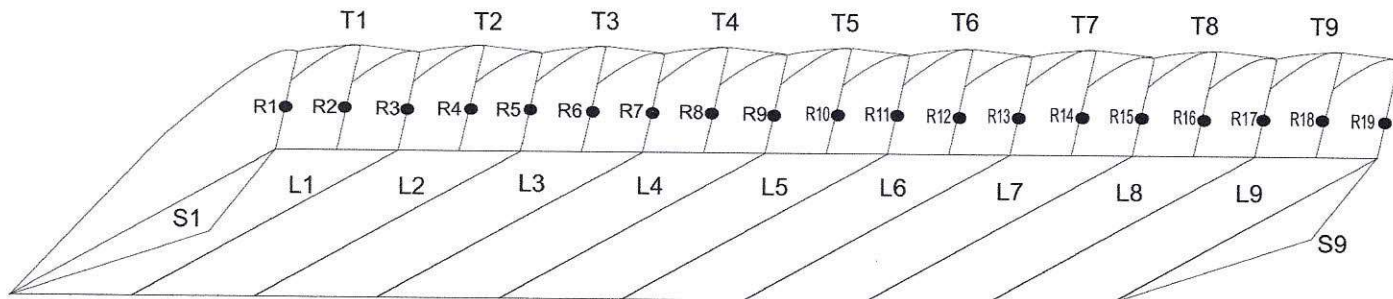 T1 T2 T3 T4 T5 T6 T7 T8 T9
R1 R2 R3 R4 R5 R6 R7 R8 R9 R10 R11 R12 R13 R14 R15 R16 R17 R18 R19
L1 L2 L3 L4 L5 L6 L7 L8 L9
S1 S9